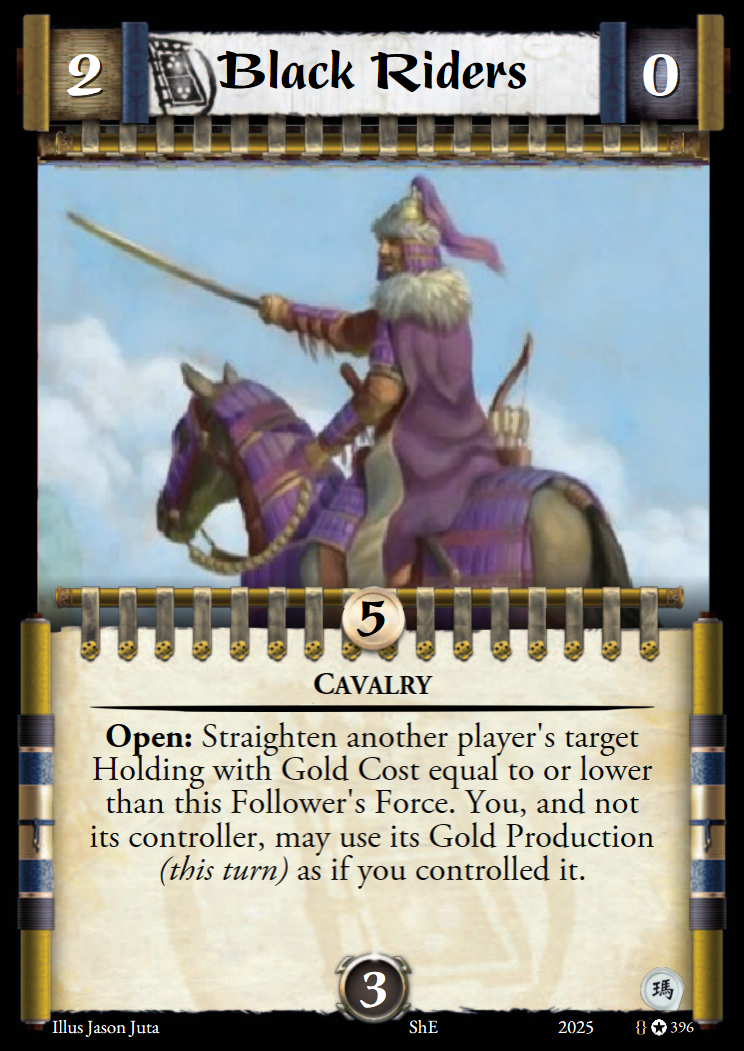 2
Black Riders
0
5
CAVALRY
Open: Straighten another player's target
Holding with Gold Cost equal to or lower
than this Follower's Force. You, and not
its controller, may use its Gold Production
(this turn) as if you controlled it.
3
瑪
Illus Jason Juta ShE 2025 {} ✪ 396